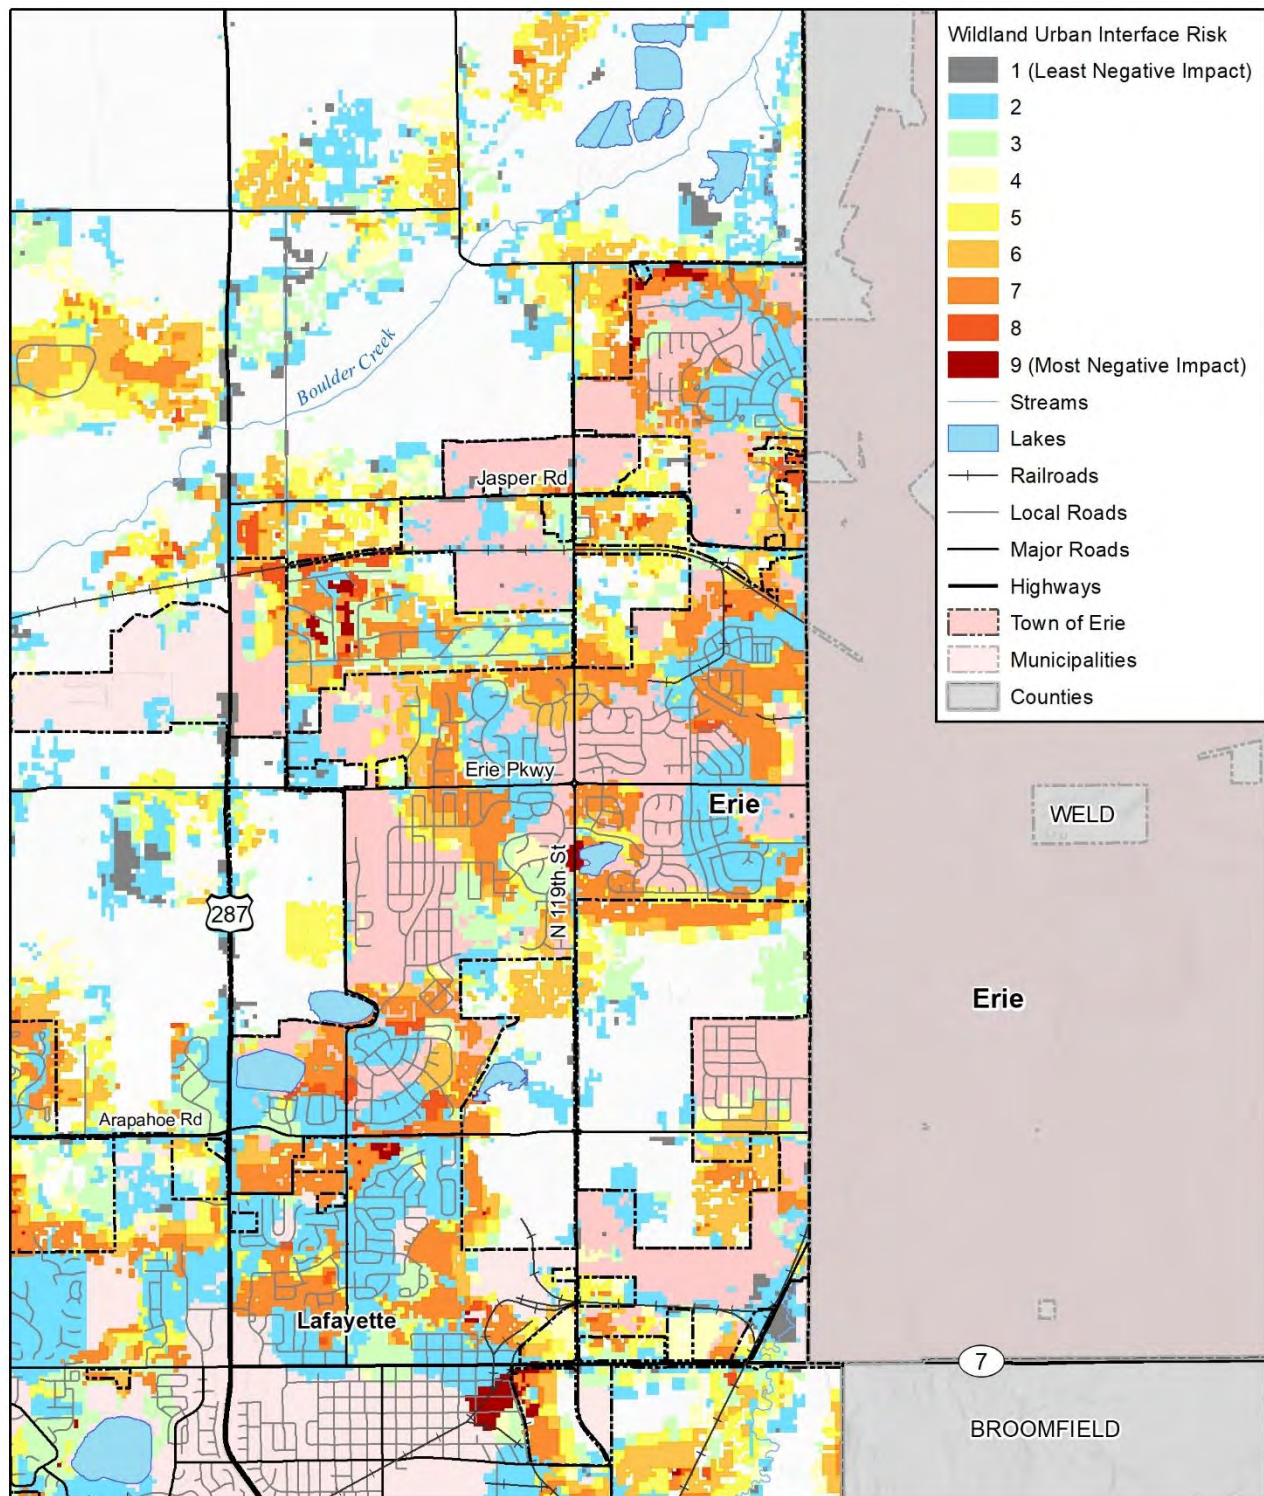 Wildland Urban Interface Risk
1 (Least Negative Impact)
2
3
4
5
6
7
8
9 (Most Negative Impact)
Streams
Lakes
Railroads
Local Roads
Major Roads
Highways
Town of Erie
Municipalities
Counties
Boulder Creek
Jasper Rd
Erie Pkwy
Erie
WELD
N 119th St
287
Erie
Arapahoe Rd
Lafayette
7
BROOMFIELD